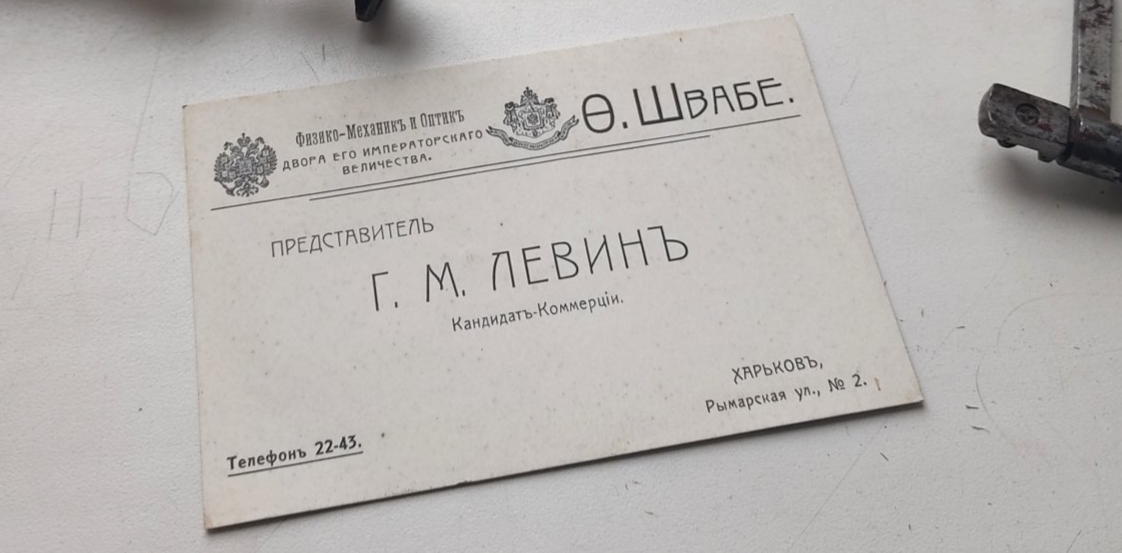 Физико-Механикъ и Оптикъ
ДВОРА ЕГО ИМПЕРАТОРСКАГО
ВЕЛИЧЕСТВА.
Ѳ. ШВАБЕ.
ПРЕДСТАВИТЕЛЬ
Г. М. ЛЕВИНЪ
Кандидатъ-Коммерціи.
ХАРЬКОВЪ,
Рымарская ул., № 2.
Телефонъ 22-43.